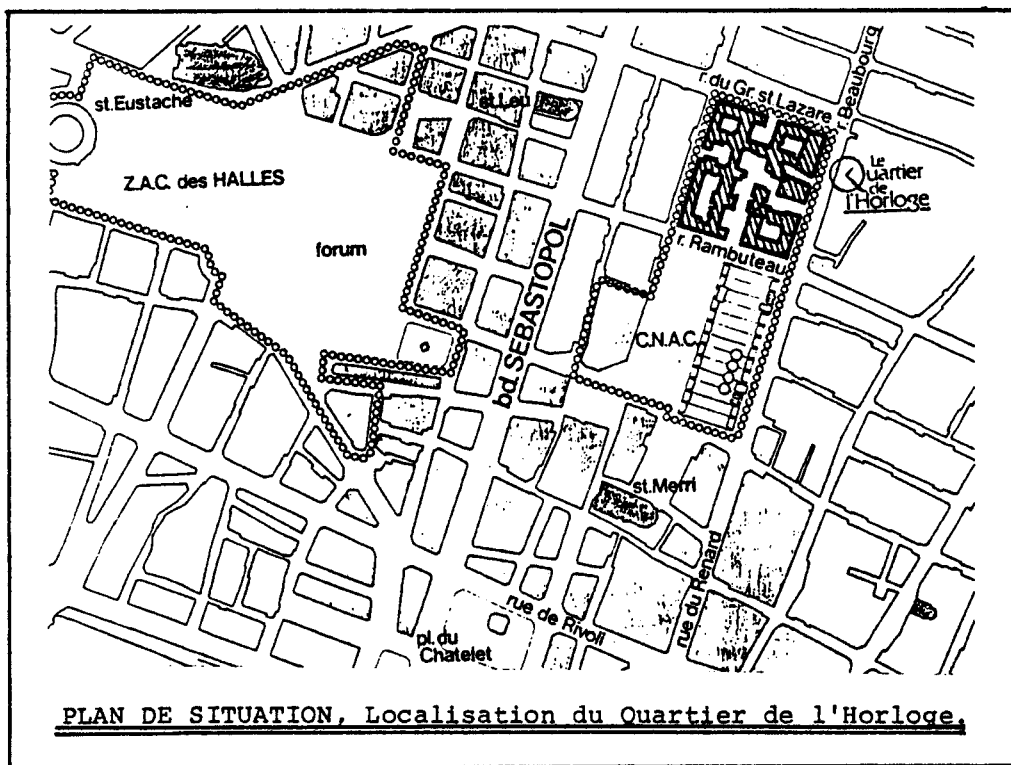 st.Eustache
st.Leu
r. du Gr. st Lazare
r. Beaubourg
Z.A.C. des HALLES
Le
Quartier
de
l'Horloge
forum
r. Rambuteau
bd. SEBASTOPOL
C.N.A.C.
st.Merri
rue du Renard
rue de Rivoli
pl. du
Chatelet
PLAN DE SITUATION, Localisation du Quartier de l'Horloge.